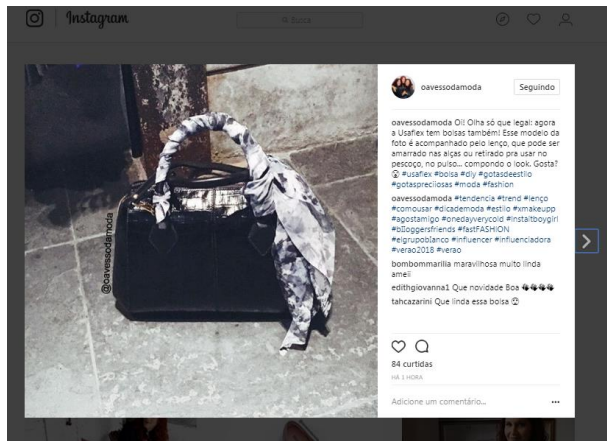 Instagram
Busca
@oavessodamoda
oavessodamoda
Seguindo
oavessodamoda Oi! Olha só que legal: agora
a Usaflex tem bolsas também! Esse modelo da
foto é acompanhado pelo lenço, que pode ser
amarrado nas alças ou retirado pra usar no
pescoço, no pulso... compondo o look. Gosta?
😮 #usaflex #bolsa #diy #gotasdeestilo
#gotaspreciiosas #moda #fashion
oavessodamoda #tendencia #trend #lenço
#comousar #dicademoda #estilo #xmakeupp
#agostamigo #onedayverycold #instaitboygirl
#bloggersfriends #fastFASHION
#elgrupoblanco #influencer #influenciadora
#verao2018 #verao
bombommarilia maravilhosa muito linda
ameii
edithgiovanna1 Que novidade Boa 👏👏👏👏
tahcazarini Que linda essa bolsa 😍
84 curtidas
HÁ 1 HORA
Adicione um comentário...